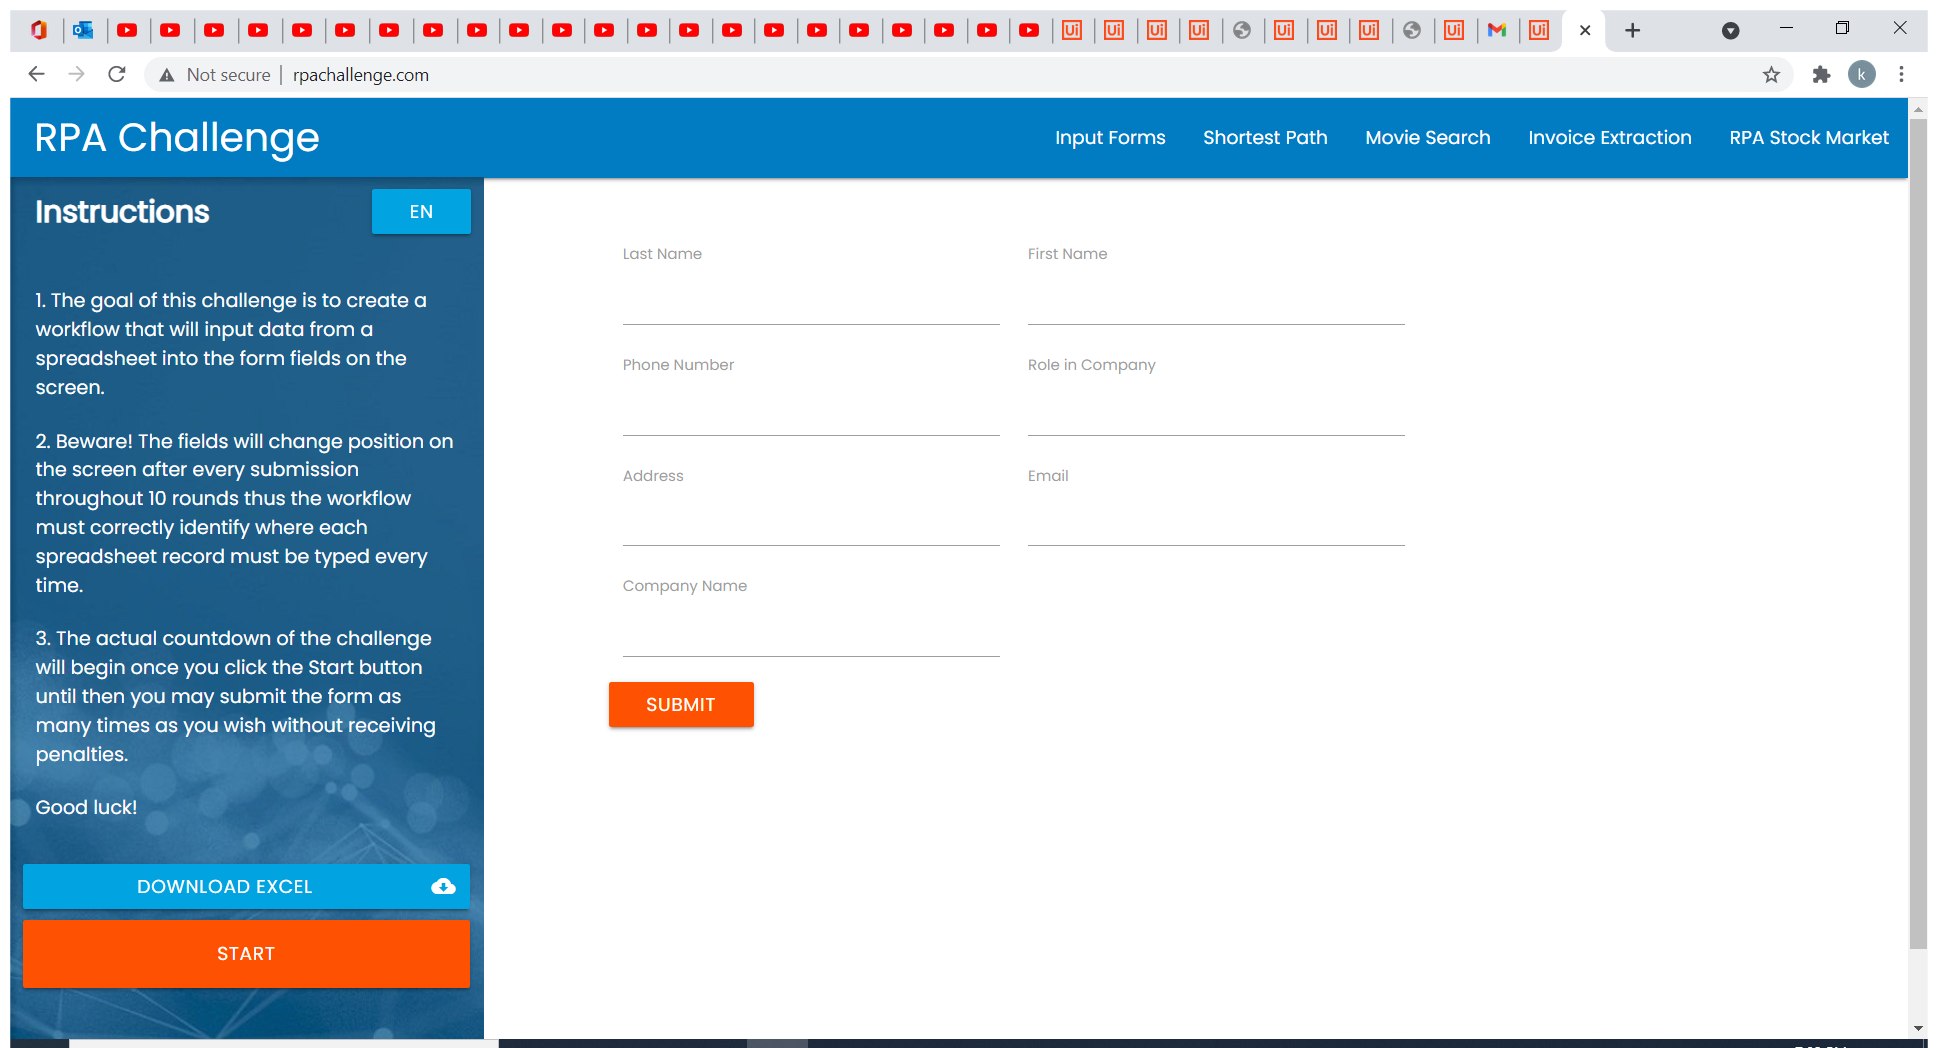 Not secure | rpachallenge.com
k
RPA Challenge
Input Forms Shortest Path Movie Search Invoice Extraction RPA Stock Market
Instructions
EN
1. The goal of this challenge is to create a
workflow that will input data from a
spreadsheet into the form fields on the
screen.
2. Beware! The fields will change position on
the screen after every submission
throughout 10 rounds thus the workflow
must correctly identify where each
spreadsheet record must be typed every
time.
3. The actual countdown of the challenge
will begin once you click the Start button
until then you may submit the form as
many times as you wish without receiving
penalties.
Good luck!
DOWNLOAD EXCEL
START
Last Name First Name
Phone Number Role in Company
Address Email
Company Name
SUBMIT